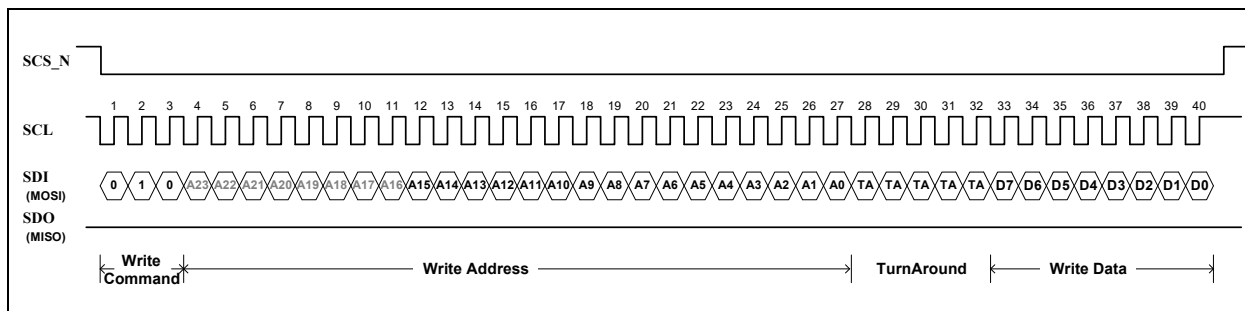 SCS_N
1 2 3 4 5 6 7 8 9 10 11 12 13 14 15 16 17 18 19 20 21 22 23 24 25 26 27 28 29 30 31 32 33 34 35 36 37 38 39 40
SCL
SDI
(MOSI)
0 1 0 A23 A22 A21 A20 A19 A18 A17 A16 A15 A14 A13 A12 A11 A10 A9 A8 A7 A6 A5 A4 A3 A2 A1 A0 TA TA TA TA TA D7 D6 D5 D4 D3 D2 D1 D0
SDO
(MISO)
Write
Command
Write Address
TurnAround
Write Data